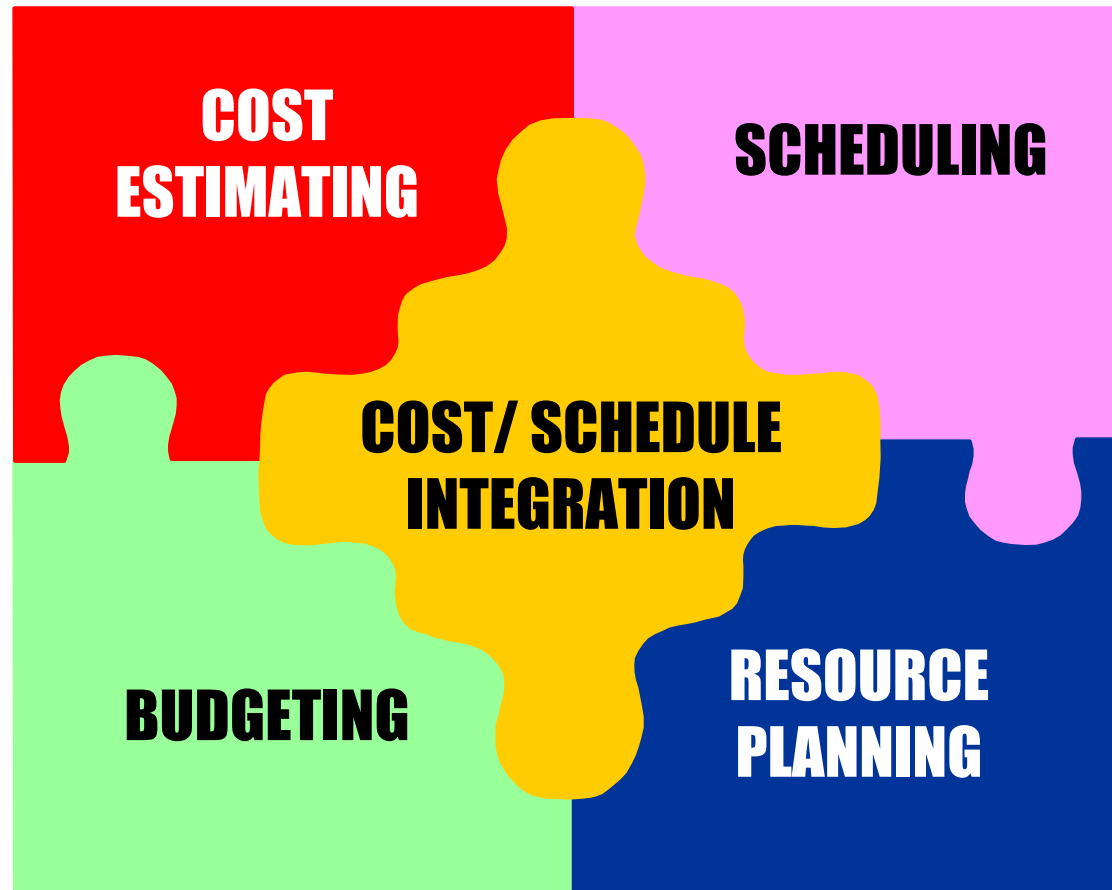 COST
ESTIMATING
SCHEDULING
COST/ SCHEDULE
INTEGRATION
BUDGETING
RESOURCE
PLANNING